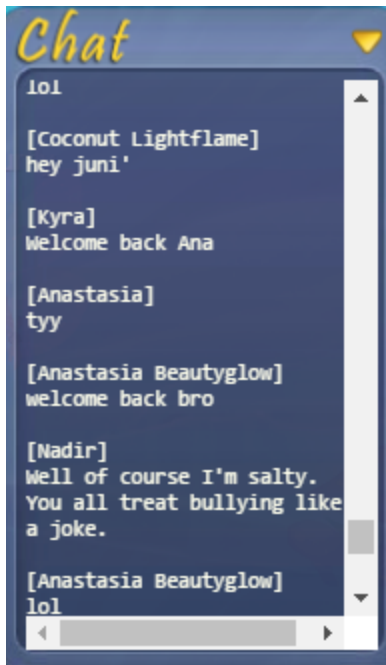 Chat
lol
[Coconut Lightflame]
hey juni'
[Kyra]
Welcome back Ana
[Anastasia]
tyy
[Anastasia Beautyglow]
welcome back bro
[Nadir]
Well of course I'm salty.
You all treat bullying like
a joke.
[Anastasia Beautyglow]
lol